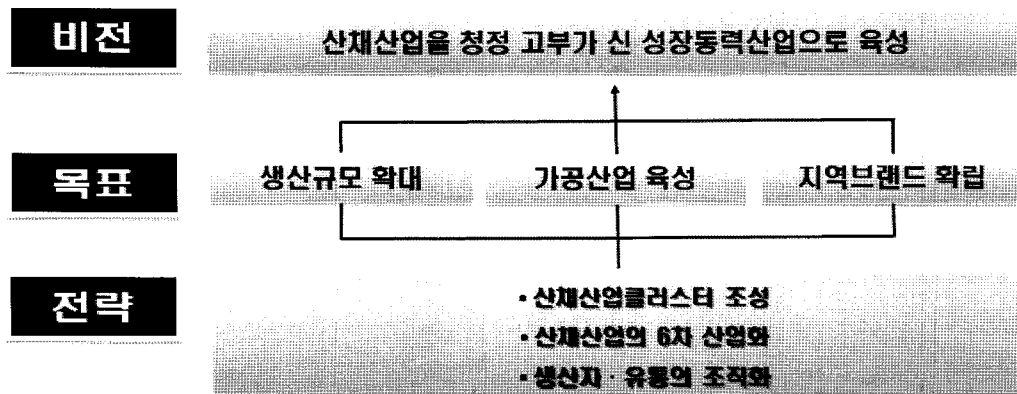 비전
산채산업을 청정 고부가 신 성장동력산업으로 육성
목표
생산규모 확대
가공산업 육성
지역브랜드 확립
전략
· 산채산업클러스터 조성
· 산채산업의 6차 산업화
· 생산자 · 유통의 조직화